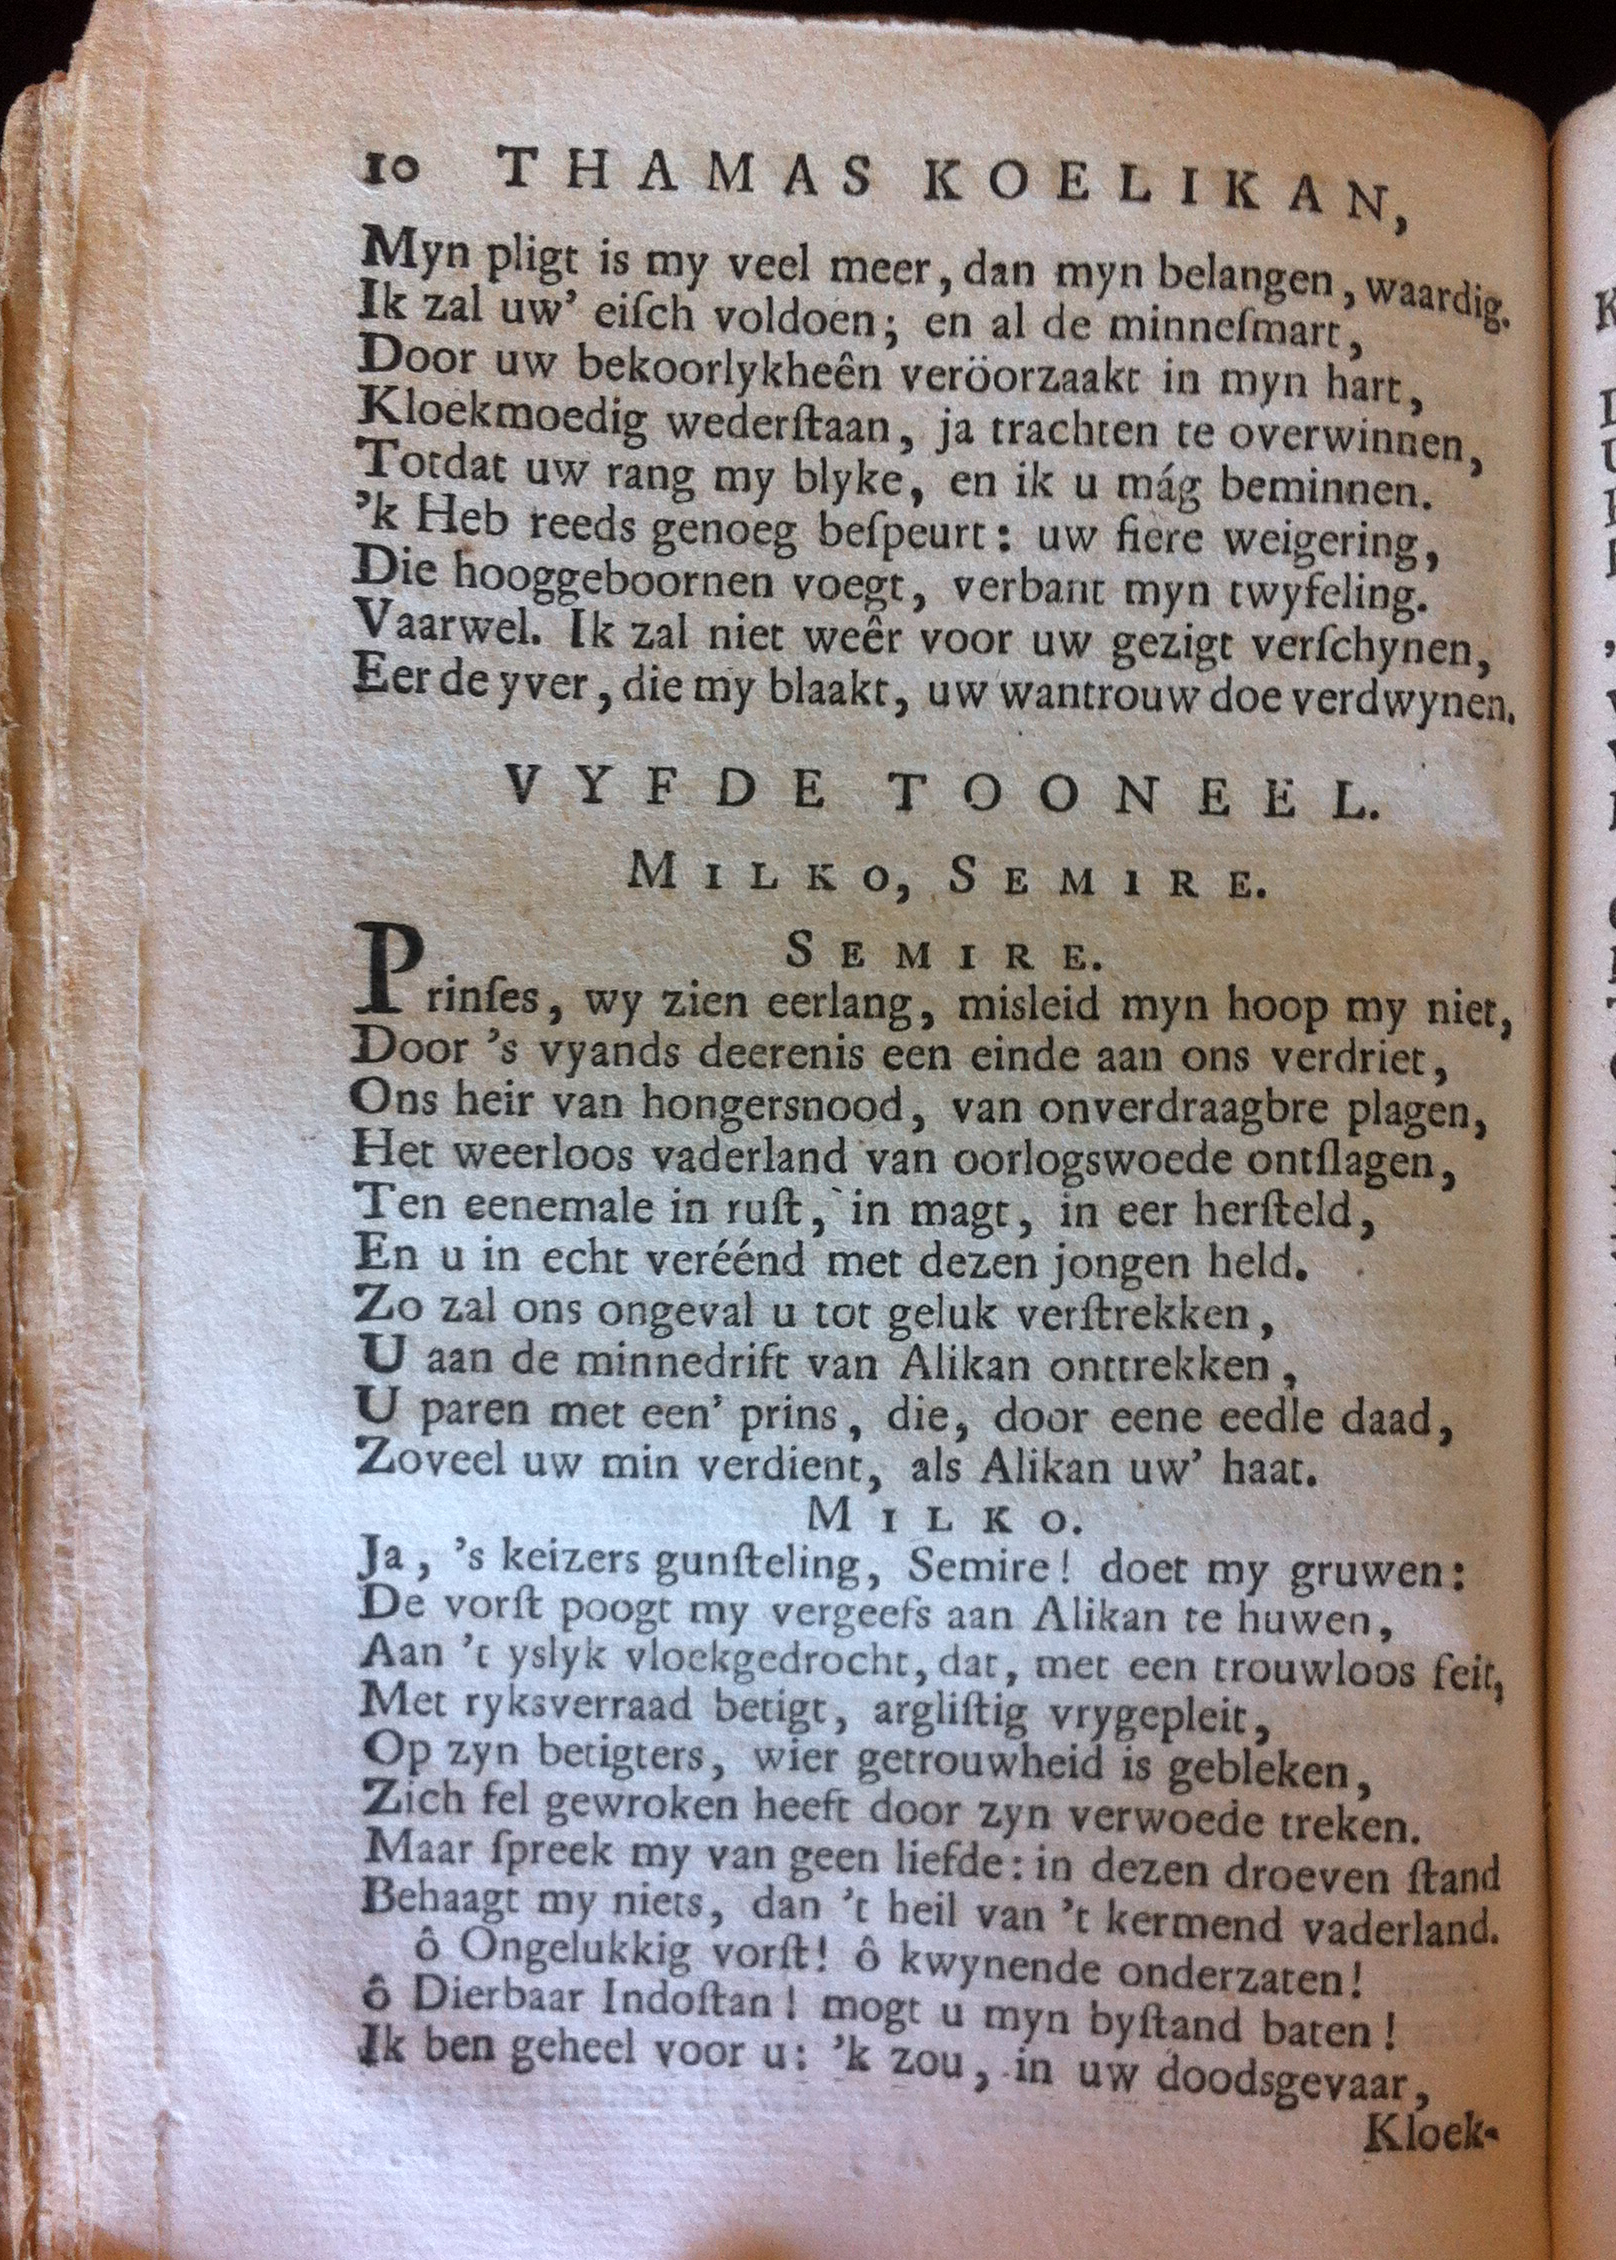 10 THAMAS KOELIKAN,
Myn pligt is my veel meer, dan myn belangen, waardig.
Ik zal uw' eiſch voldoen; en al de minneſmart,
Door uw bekoorlykheên veröorzaakt in myn hart,
Kloekmoedig wederſtaan, ja trachten te overwinnen,
Totdat uw rang my blyke, en ik u mág beminnen.
'k Heb reeds genoeg beſpeurt: uw fiere weigering,
Die hooggeboornen voegt, verbant myn twyfeling.
Vaarwel. Ik zal niet weêr voor uw gezigt verſchynen,
Eer de yver, die my blaakt, uw wantrouw doe verdwynen.
VYFDE TOONEEL.
MILKO, SEMIRE.
SEMIRE.
Prinſes, wy zien eerlang, misleid myn hoop my niet,
Door 's vyands deerenis een einde aan ons verdriet,
Ons heir van hongersnood, van onverdraagbre plagen,
Het weerloos vaderland van oorlogswoede ontſlagen,
Ten eenemale in ruſt, in magt, in eer herſteld,
En u in echt veréénd met dezen jongen held.
Zo zal ons ongeval u tot geluk verſtrekken,
U aan de minnedrift van Alikan onttrekken,
U paren met een' prins, die, door eene eedle daad,
Zoveel uw min verdient, als Alikan uw' haat.
MILKO.
Ja, 's keizers gunſteling, Semire! doet my gruwen:
De vorſt poogt my vergeefs aan Alikan te huwen,
Aan 't yslyk vloekgedrocht, dat, met een trouwloos feit,
Met ryksverraad betigt, argliſtig vrygepleit,
Op zyn betigters, wier getrouwheid is gebleken,
Zich fel gewroken heeft door zyn verwoede treken.
Maar ſpreek my van geen liefde: in dezen droeven ſtand
Behaagt my niets, dan 't heil van 't kermend vaderland.
ô Ongelukkig vorſt! ô kwynende onderzaten!
ô Dierbaar Indoſtan! mogt u myn byſtand baten!
Ik ben geheel voor u: 'k zou, in uw doodsgevaar,
Kloek-